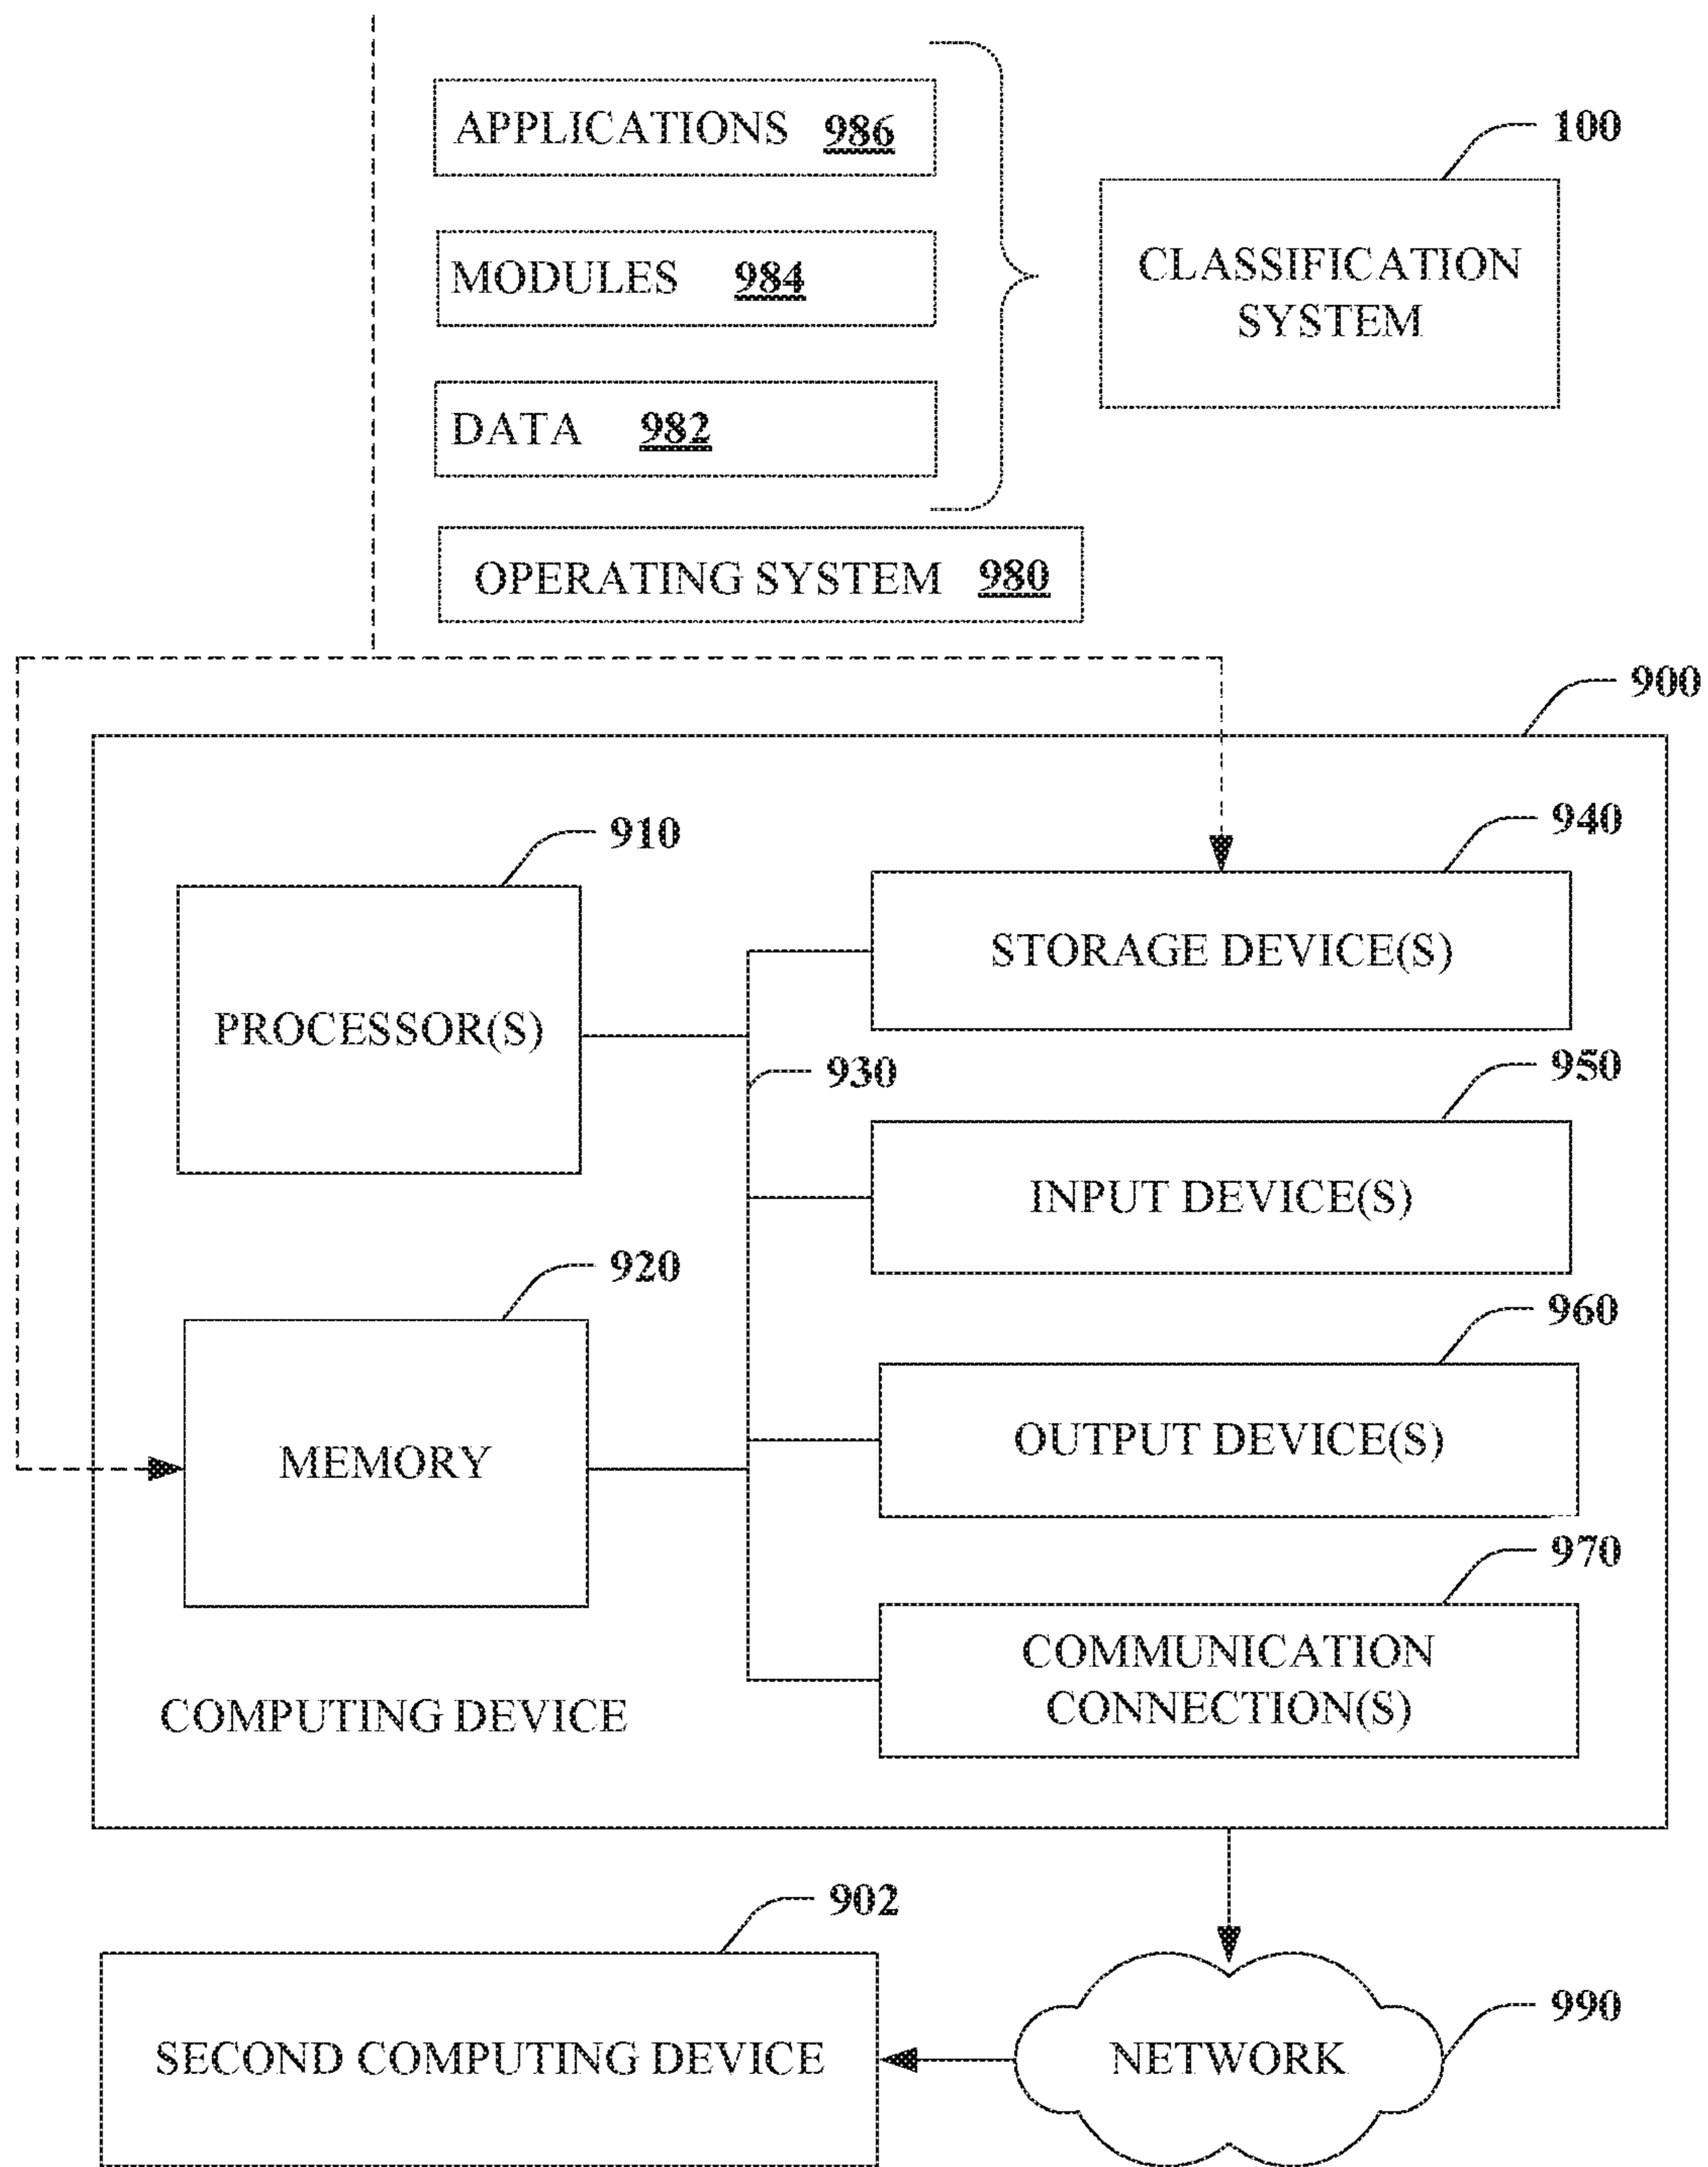 APPLICATIONS 986
100
CLASSIFICATION
SYSTEM
MODULES 984
DATA 982
OPERATING SYSTEM 980
900
910
PROCESSOR(S)
940
STORAGE DEVICE(S)
930
950
INPUT DEVICE(S)
920
MEMORY
960
OUTPUT DEVICE(S)
970
COMMUNICATION
CONNECTION(S)
COMPUTING DEVICE
902
SECOND COMPUTING DEVICE
990
NETWORK